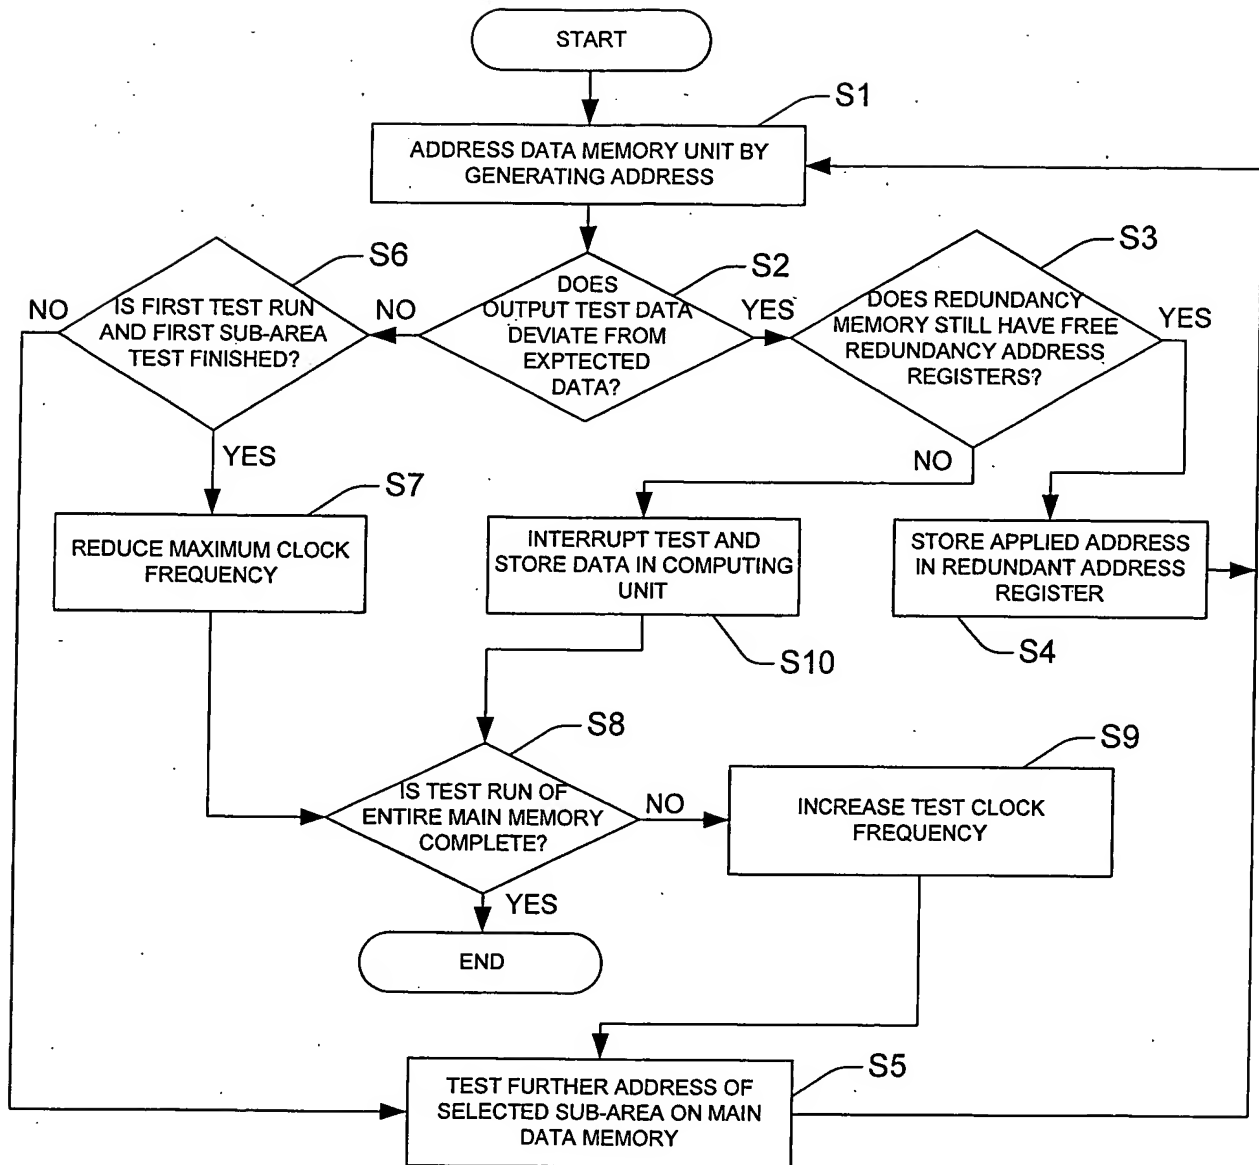 START
S1
ADDRESS DATA MEMORY UNIT BY
GENERATING ADDRESS
S6
NO
IS FIRST TEST RUN
AND FIRST SUB-AREA
TEST FINISHED?
YES
NO
S2
DOES
OUTPUT TEST DATA
DEVIATE FROM
EXPTECTED
DATA?
YES
S3
DOES REDUNDANCY
MEMORY STILL HAVE FREE
REDUNDANCY ADDRESS
REGISTERS?
YES
NO
S7
REDUCE MAXIMUM CLOCK
FREQUENCY
INTERRUPT TEST AND
STORE DATA IN COMPUTING
UNIT
S10
STORE APPLIED ADDRESS
IN REDUNDANT ADDRESS
REGISTER
S4
S8
IS TEST RUN OF
ENTIRE MAIN MEMORY
COMPLETE?
NO
YES
S9
INCREASE TEST CLOCK
FREQUENCY
END
S5
TEST FURTHER ADDRESS OF
SELECTED SUB-AREA ON MAIN
DATA MEMORY